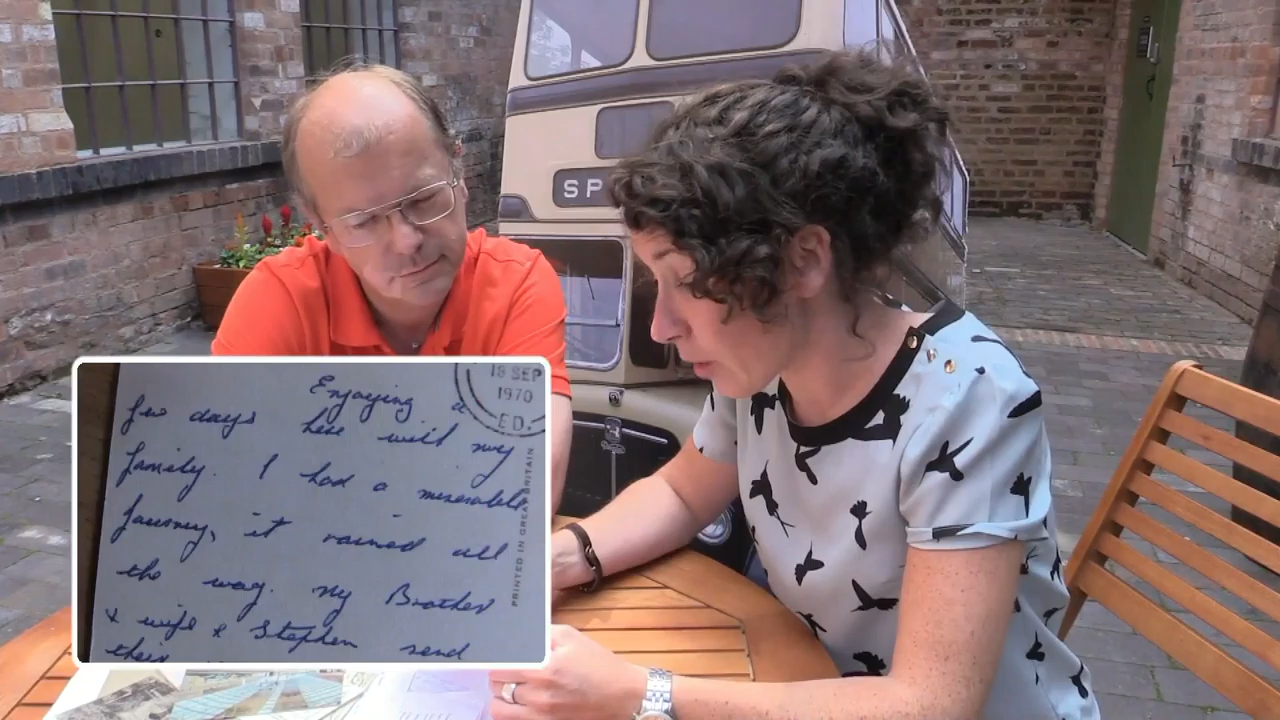 SP
18 SEP
1970
ED.
Enjoying a
few days here with my
family. I had a miserable
journey, it rained all
the way. My Brother
& wife & Stephen send
their
PRINTED IN GREAT BRITAIN